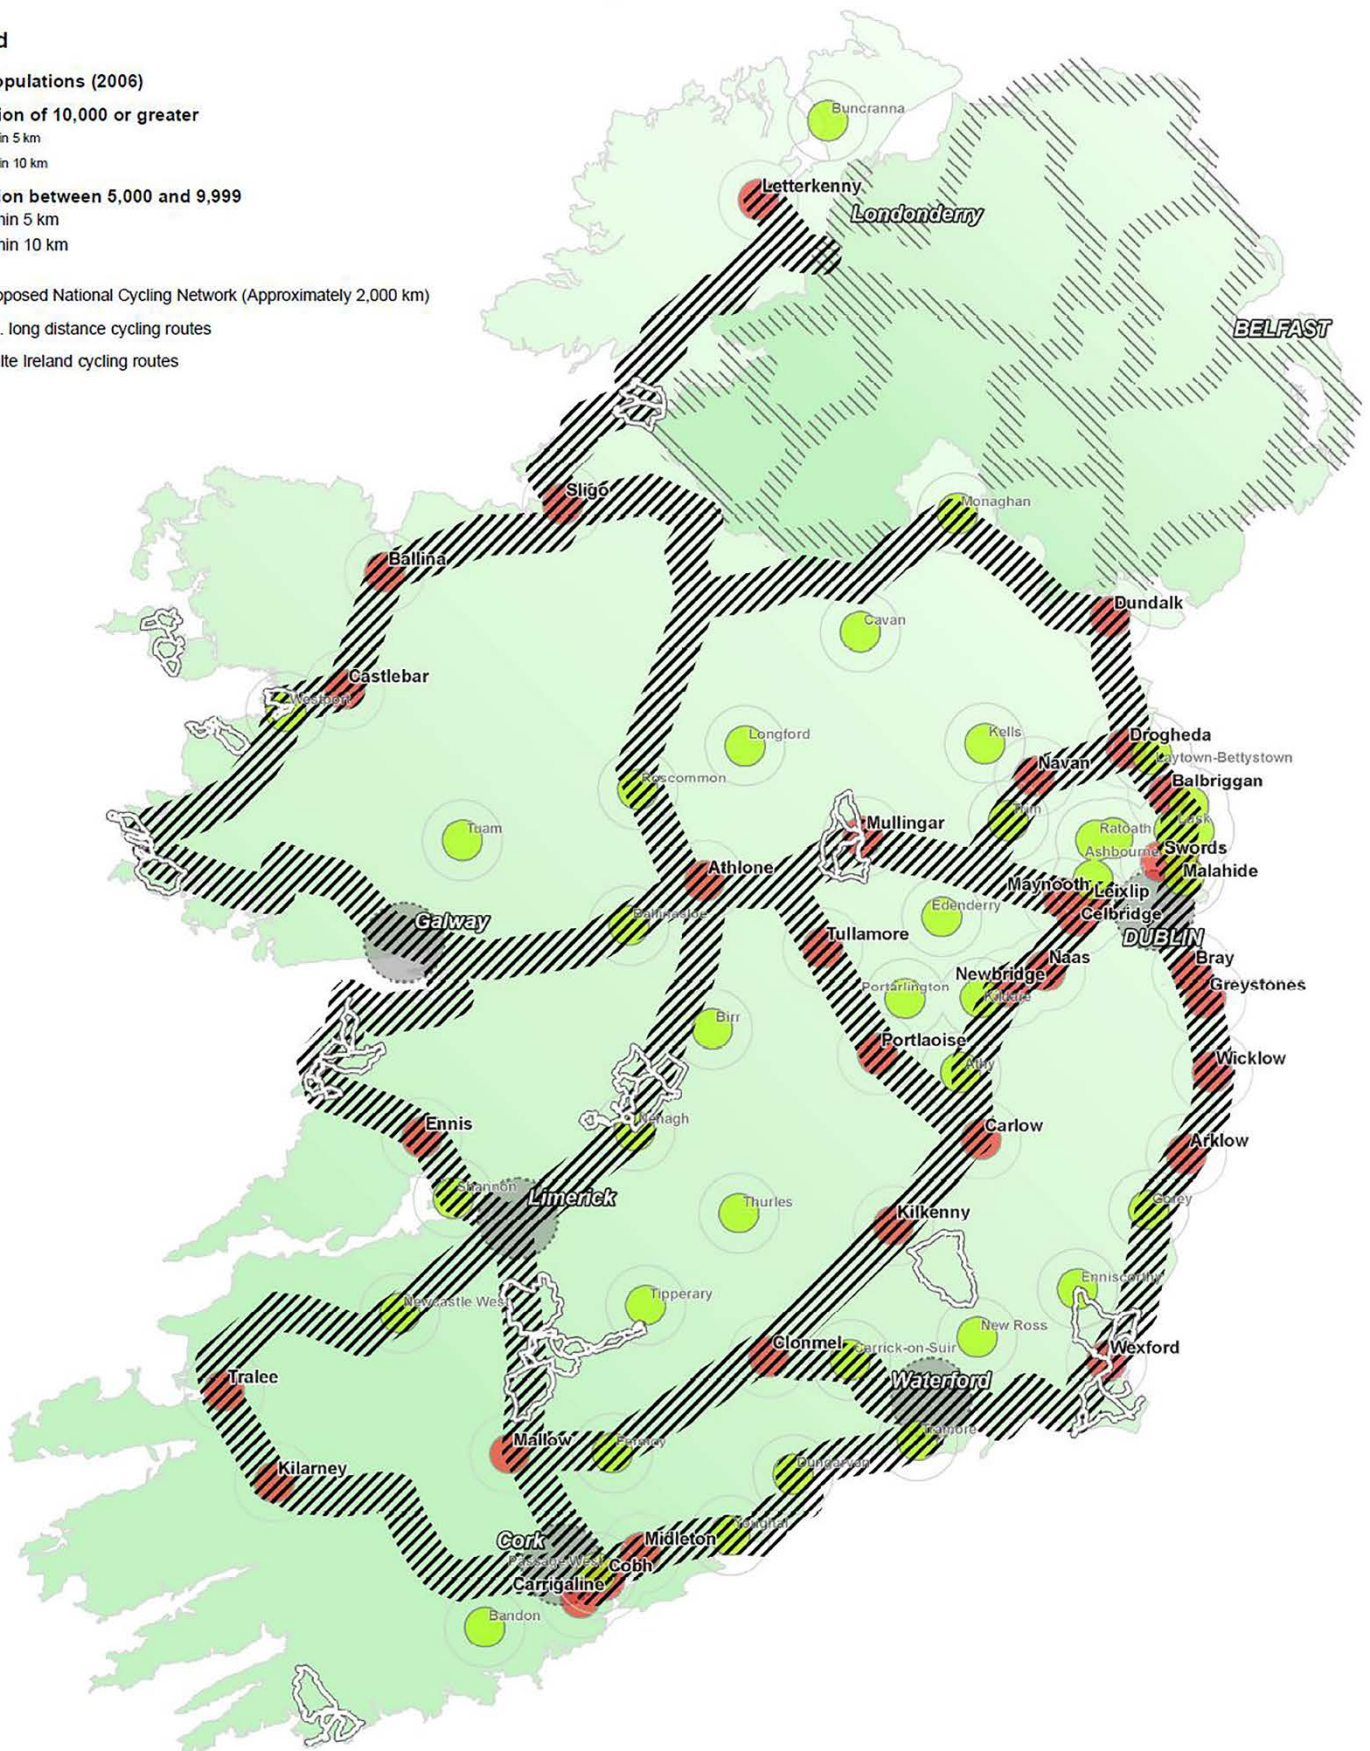 d
opulations (2006)
ion of 10,000 or greater
in 5 km
in 10 km
ion between 5,000 and 9,999
hin 5 km
hin 10 km
oposed National Cycling Network (Approximately 2,000 km)
. long distance cycling routes
ilte Ireland cycling routes
Buncranna
Letterkenny
Londonderry
BELFAST
Sligo
Monaghan
Ballina
Dundalk
Cavan
Castlebar
Westport
Longford
Kells
Drogheda
Laytown-Bettystown
Navan
Balbriggan
Roscommon
Trim
Lusk
Tuam
Mullingar
Ratoath
Ashbourne
Swords
Malahide
Athlone
Maynooth
Leixlip
Celbridge
Edenderry
Ballinasloe
Galway
DUBLIN
Tullamore
Naas
Bray
Newbridge
Greystones
Portarlington
Kildare
Birr
Portlaoise
Athy
Wicklow
Nenagh
Ennis
Carlow
Arklow
Shannon
Limerick
Gorey
Thurles
Kilkenny
Enniscorthy
Newcastle West
Tipperary
New Ross
Clonmel
Carrick-on-Suir
Wexford
Tralee
Waterford
Tramore
Mallow
Fermoy
Dungarvan
Kilarney
Youghal
Cork
Midleton
Passage West
Cobh
Carrigaline
Bandon